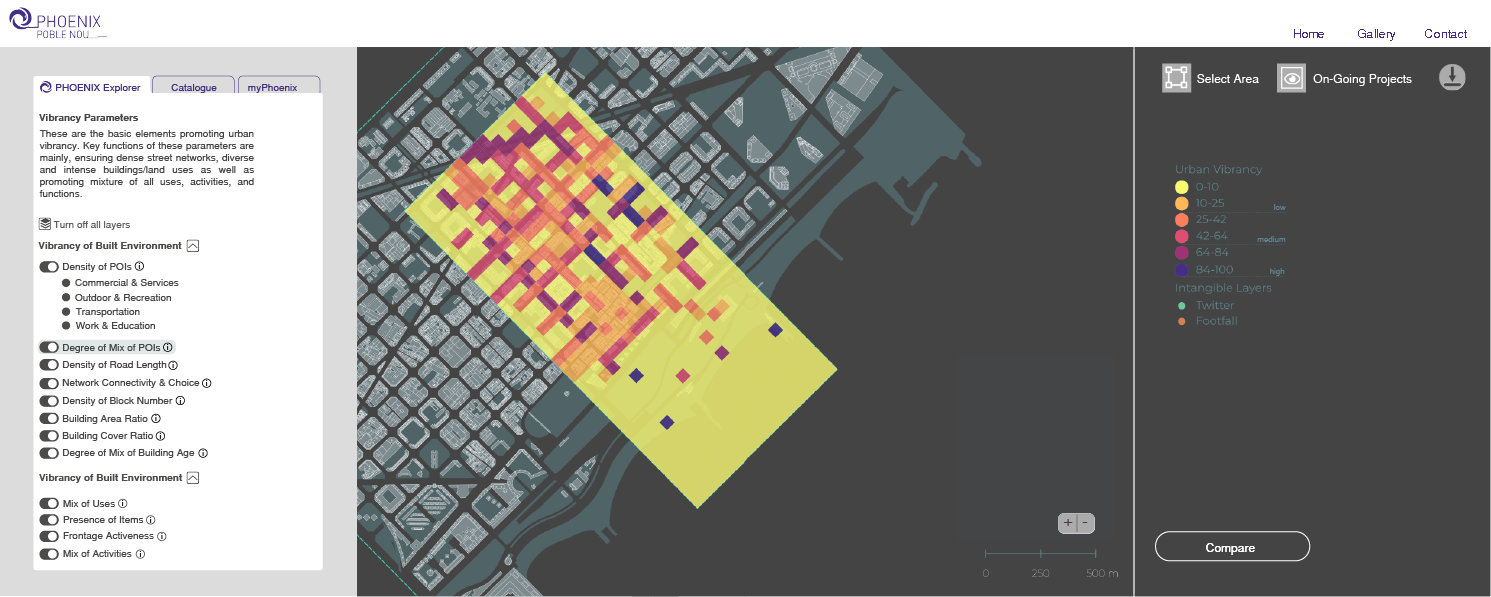 PHOENIX
POBLE NOU
Home Gallery Contact
PHOENIX Explorer Catalogue myPhoenix
Vibrancy Parameters
These are the basic elements promoting urban
vibrancy. Key functions of these parameters are
mainly, ensuring dense street networks, diverse
and intense buildings/land uses as well as
promoting mixture of all uses, activities, and
functions.
Turn off all layers
Vibrancy of Built Environment
Density of POIs
Commercial & Services
Outdoor & Recreation
Transportation
Work & Education
Degree of Mix of POIs
Density of Road Length
Network Connectivity & Choice
Density of Block Number
Building Area Ratio
Building Cover Ratio
Degree of Mix of Building Age
Vibrancy of Built Environment
Mix of Uses
Presence of Items
Frontage Activeness
Mix of Activities
+ -
0 250 500 m
Select Area On-Going Projects
Urban Vibrancy
0-10
10-25
low
25-42
42-64
medium
64-84
84-100
high
Intangible Layers
Twitter
Footfall
Compare